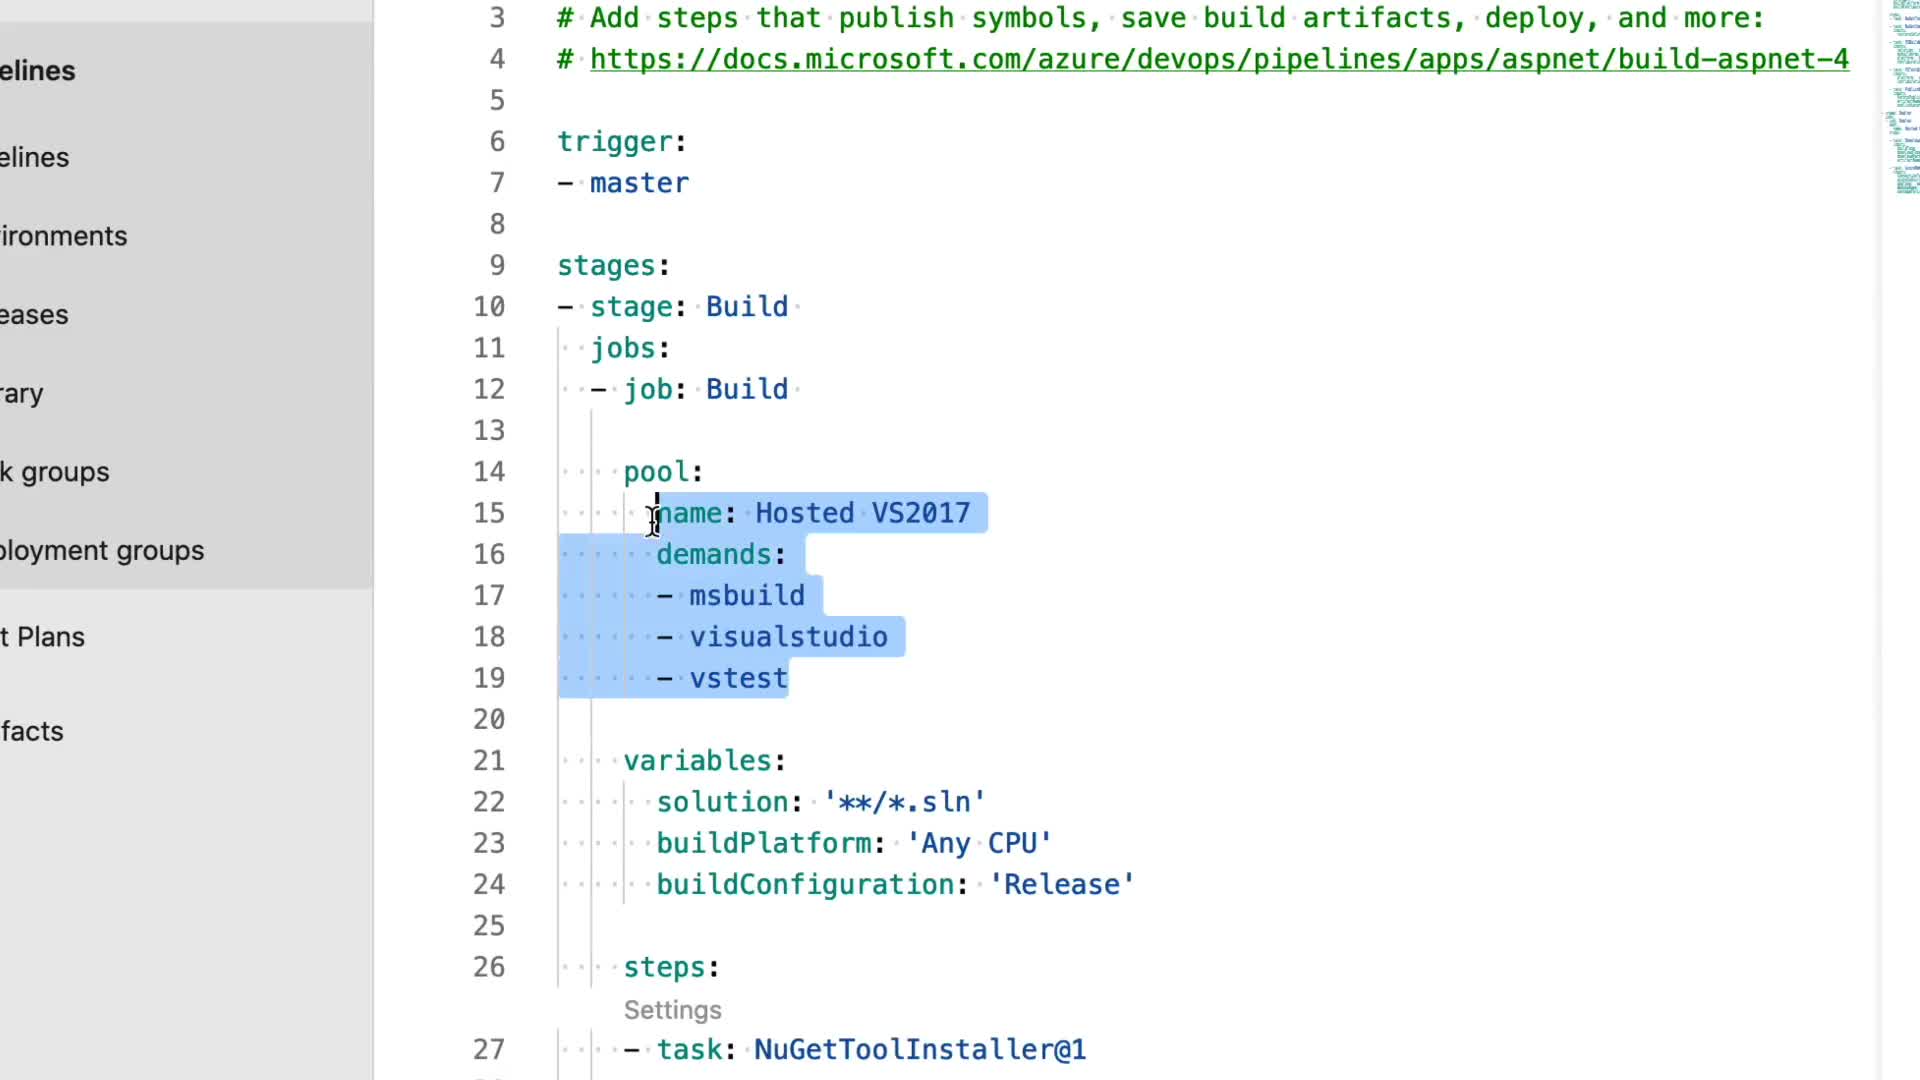 elines
elines
ironments
eases
rary
k groups
ployment groups
t Plans
facts
3 # Add steps that publish symbols, save build artifacts, deploy, and more:
4 # https://docs.microsoft.com/azure/devops/pipelines/apps/aspnet/build-aspnet-4
5
6 trigger:
7 - master
8
9 stages:
10 - stage: Build
11 jobs:
12 - job: Build
13
14 pool:
15 name: Hosted VS2017
16 demands:
17 - msbuild
18 - visualstudio
19 - vstest
20
21 variables:
22 solution: '**/*.sln'
23 buildPlatform: 'Any CPU'
24 buildConfiguration: 'Release'
25
26 steps:
Settings
27 - task: NuGetToolInstaller@1